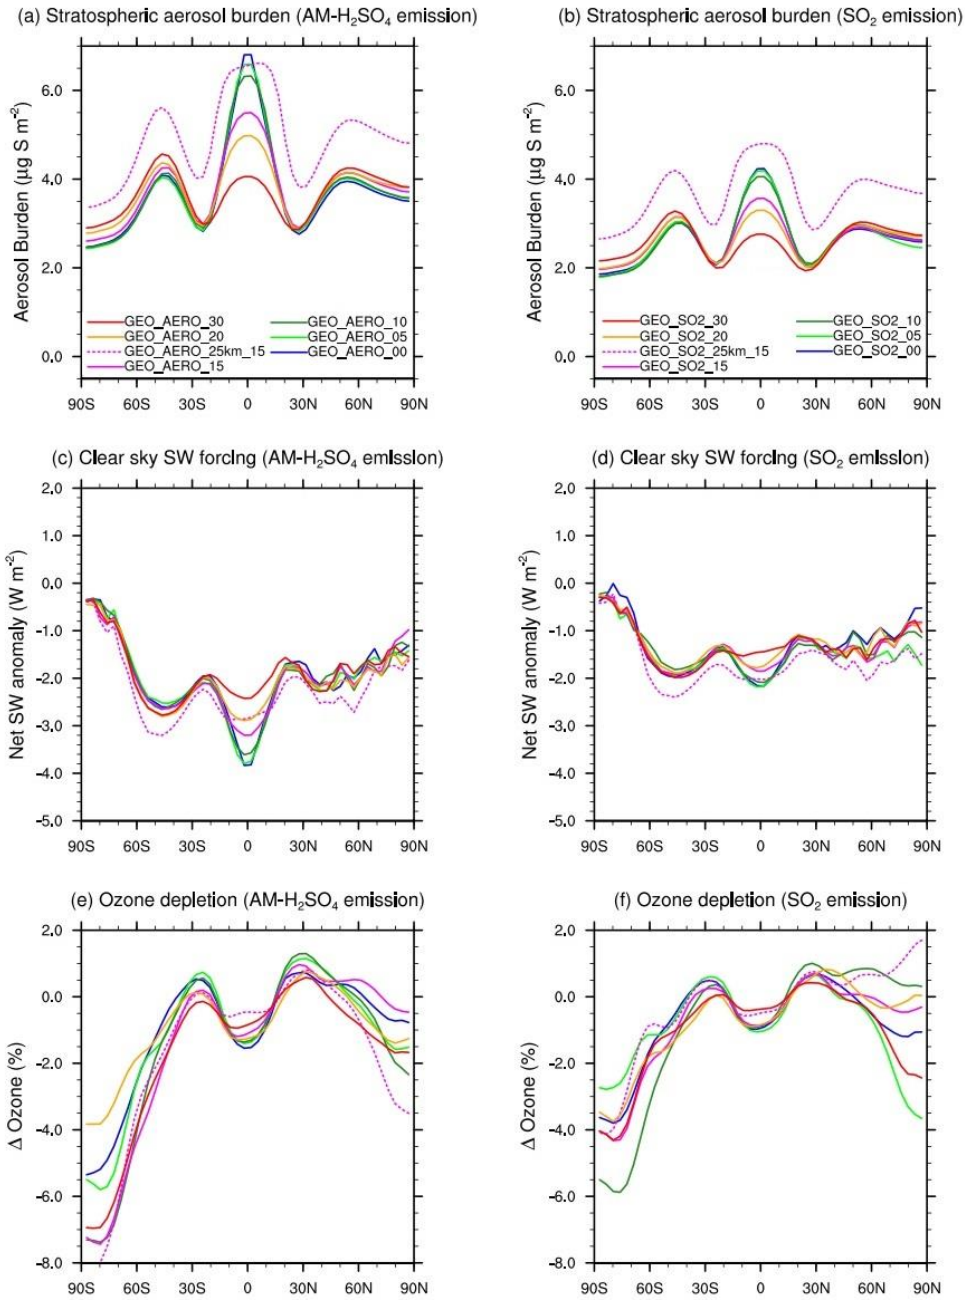 (a) Stratospheric aerosol burden (AM-H₂SO₄ emission)
Aerosol Burden (µg S m⁻²)
6.0
4.0
2.0
0.0
GEO_AERO_30
GEO_AERO_20
GEO_AERO_25km_15
GEO_AERO_15
GEO_AERO_10
GEO_AERO_05
GEO_AERO_00
90S 60S 30S 0 30N 60N 90N
(b) Stratospheric aerosol burden (SO₂ emission)
Aerosol Burden (µg S m⁻²)
6.0
4.0
2.0
0.0
GEO_SO2_30
GEO_SO2_20
GEO_SO2_25km_15
GEO_SO2_15
GEO_SO2_10
GEO_SO2_05
GEO_SO2_00
90S 60S 30S 0 30N 60N 90N
(c) Clear sky SW forcing (AM-H₂SO₄ emission)
Net SW anomaly (W m⁻²)
2.0
1.0
0.0
-1.0
-2.0
-3.0
-4.0
-5.0
90S 60S 30S 0 30N 60N 90N
(d) Clear sky SW forcing (SO₂ emission)
Net SW anomaly (W m⁻²)
2.0
1.0
0.0
-1.0
-2.0
-3.0
-4.0
-5.0
90S 60S 30S 0 30N 60N 90N
(e) Ozone depletion (AM-H₂SO₄ emission)
Δ Ozone (%)
2.0
0.0
-2.0
-4.0
-6.0
-8.0
90S 60S 30S 0 30N 60N 90N
(f) Ozone depletion (SO₂ emission)
Δ Ozone (%)
2.0
0.0
-2.0
-4.0
-6.0
-8.0
90S 60S 30S 0 30N 60N 90N